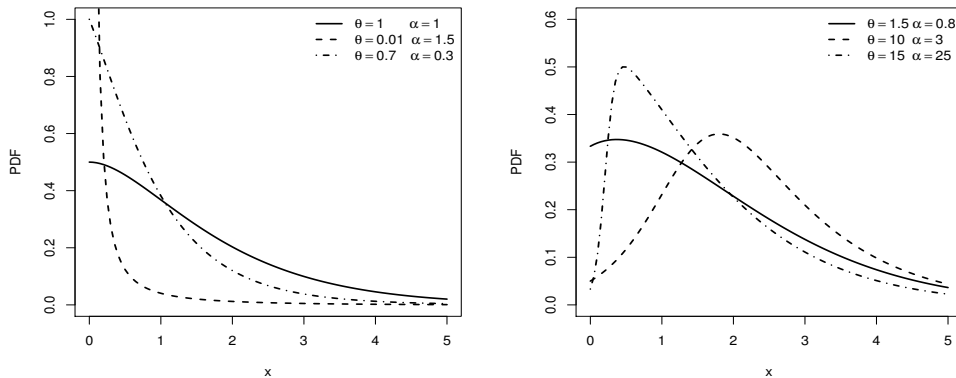 θ = 1 α = 1
θ = 0.01 α = 1.5
θ = 0.7 α = 0.3
PDF
0.0 0.2 0.4 0.6 0.8 1.0
0 1 2 3 4 5
x
θ = 1.5 α = 0.8
θ = 10 α = 3
θ = 15 α = 25
PDF
0.0 0.1 0.2 0.3 0.4 0.5 0.6
0 1 2 3 4 5
x